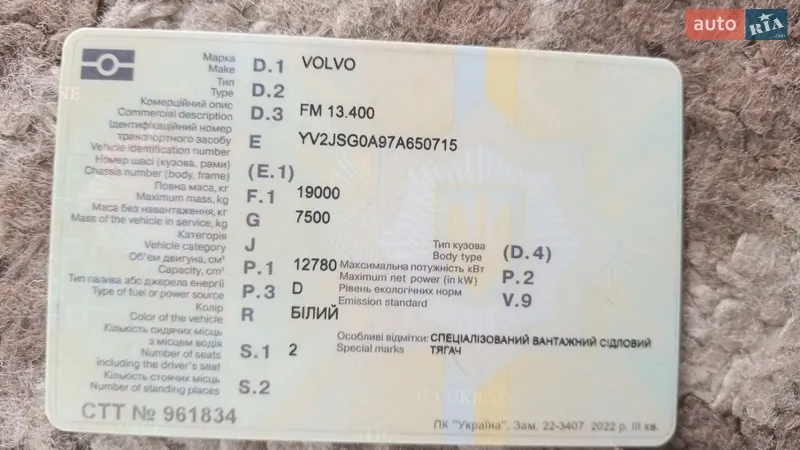 auto RIA .com
Марка
Make D.1 VOLVO
Тип
Type D.2
Комерційний опис
Commercial description D.3 FM 13.400
Ідентифікаційний номер
транспортного засобу
Vehicle identification number E YV2JSG0A97A650715
Номер шасі (кузова, рами)
Chassis number (body, frame) (E.1)
Повна маса, кг
Maximum mass, kg F.1 19000
Маса без навантаження, кг
Mass of the vehicle in service, kg G 7500
Категорія
Vehicle category J
Тип кузова
Body type (D.4)
Об'єм двигуна, см³
Capacity, cm³ P.1 12780
Максимальна потужність кВт
Maximum net power (in kW) P.2
Тип палива або джерела енергії
Type of fuel or power source P.3 D
Рівень екологічних норм
Emission standard V.9
Колір
Color of the vehicle R БІЛИЙ
Кількість сидячих місць
з місцем водія
Number of seats
including the driver's seat S.1 2
Особливі відмітки: СПЕЦІАЛІЗОВАНИЙ ВАНТАЖНИЙ СІДЛОВИЙ
Special marks ТЯГАЧ
Кількість стоячих місць
Number of standing places S.2
СТТ № 961834
ПК "Україна". Зам. 22-3407 2022 р. III кв.